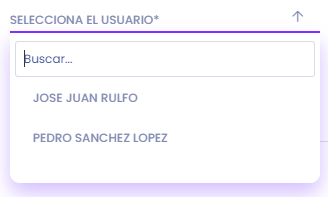 SELECCIONA EL USUARIO*
Buscar...
JOSE JUAN RULFO
PEDRO SANCHEZ LOPEZ